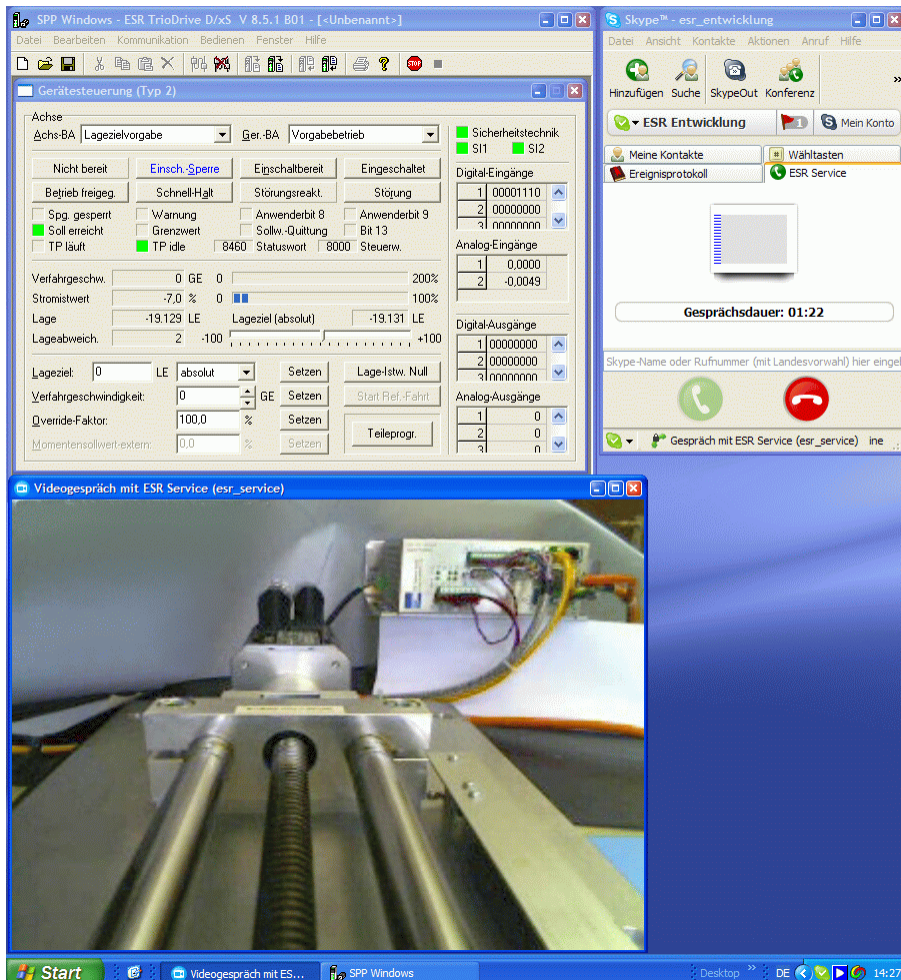 SPP Windows - ESR TrioDrive D/xS V 8.5.1 B01 - [<Unbenannt>]
Datei Bearbeiten Kommunikation Bedienen Fenster Hilfe
STOP
Gerätesteuerung (Typ 2)
Achse
Achs-BA Lagezielvorgabe Ger.-BA Vorgabebetrieb
Nicht bereit Einsch.-Sperre Einschaltbereit Eingeschaltet
Betrieb freigeg. Schnell-Halt Störungsreakt. Störung
Spg. gesperrt Warnung Anwenderbit 8 Anwenderbit 9
Soll erreicht Grenzwert Sollw.-Quittung Bit 13
TP läuft TP idle 8460 Statuswort 8000 Steuerw.
Verfahrgeschw. 0 GE 0 200%
Stromistwert -7,0 % 0 100%
Lage -19.129 LE Lageziel (absolut) -19.131 LE
Lageabweich. 2 -100 +100
Lageziel: 0 LE absolut Setzen Lage-Istw. Null
Verfahrgeschwindigkeit: 0 GE Setzen Start Ref.-Fahrt
Override-Faktor: 100,0 % Setzen
Teileprogr.
Momentensollwert-extern: 0,0 % Setzen
Sicherheitstechnik
SI1 SI2
Digital-Eingänge
1 00001110
2 00000000
3 00000000
Analog-Eingänge
1 0,0000
2 -0,0049
Digital-Ausgänge
1 00000000
2 00000000
3 00000000
Analog-Ausgänge
1 0
2 0
3 0
Skype™ - esr_entwicklung
Datei Ansicht Kontakte Aktionen Anruf Hilfe
Hinzufügen Suche SkypeOut Konferenz »
ESR Entwicklung 1 Mein Konto
Meine Kontakte Wähltasten
Ereignisprotokoll ESR Service
Gesprächsdauer: 01:22
Skype-Name oder Rufnummer (mit Landesvorwahl) hier eingel
Gespräch mit ESR Service (esr_service) ine
Videogespräch mit ESR Service (esr_service)
Start Videogespräch mit ES... SPP Windows Desktop » DE 14:27